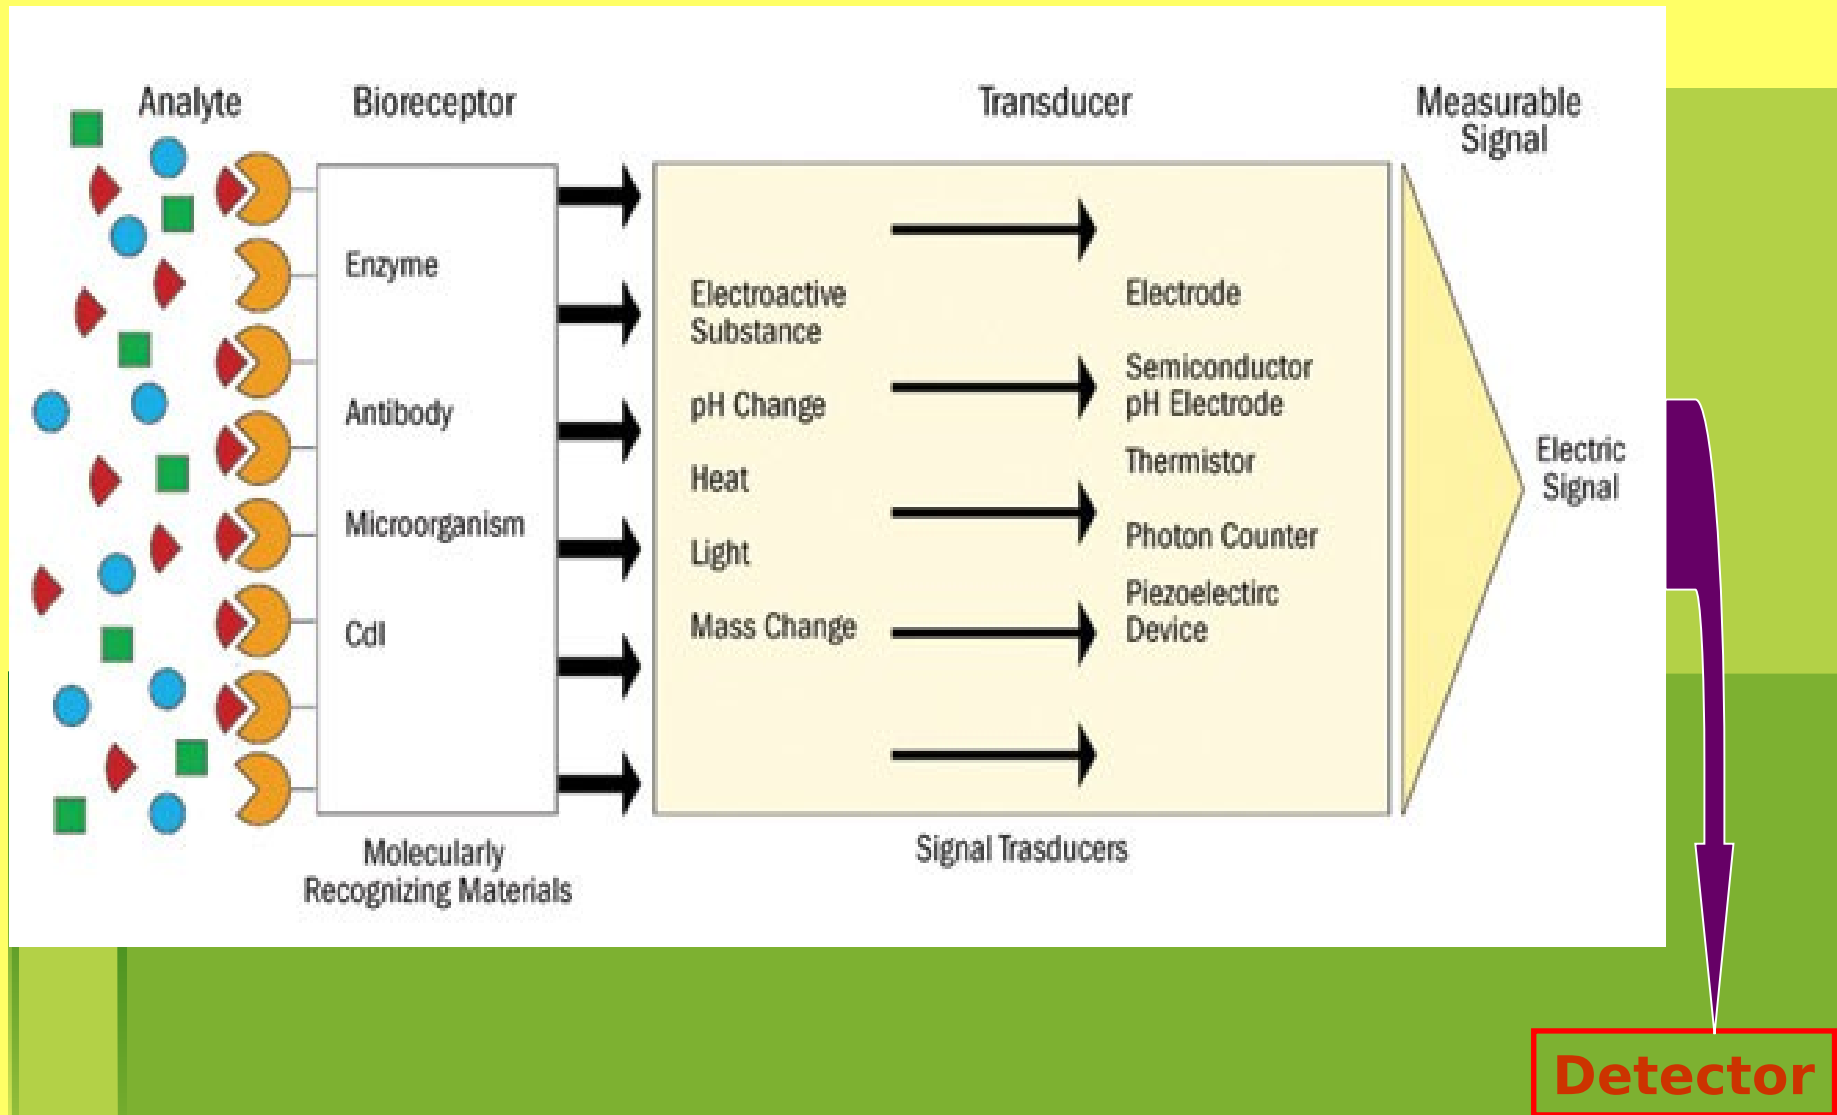 Analyte
Bioreceptor
Transducer
Measurable
Signal
Enzyme
Antibody
Microorganism
Cdl
Electroactive
Substance
pH Change
Heat
Light
Mass Change
Electrode
Semiconductor
pH Electrode
Thermistor
Photon Counter
Piezoelectirc
Device
Electric
Signal
Molecularly
Recognizing Materials
Signal Trasducers
Detector